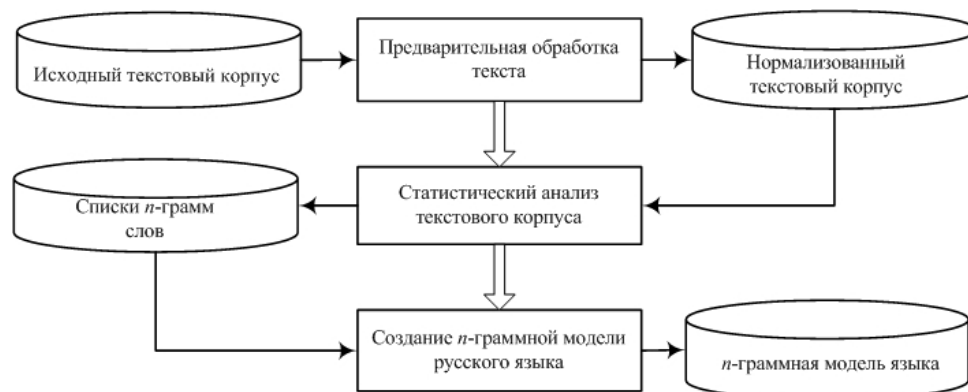 Исходный текстовый корпус
Предварительная обработка
текста
Нормализованный
текстовый корпус
Списки n-грамм
слов
Статистический анализ
текстового корпуса
Создание n-граммной модели
русского языка
n-граммная модель языка